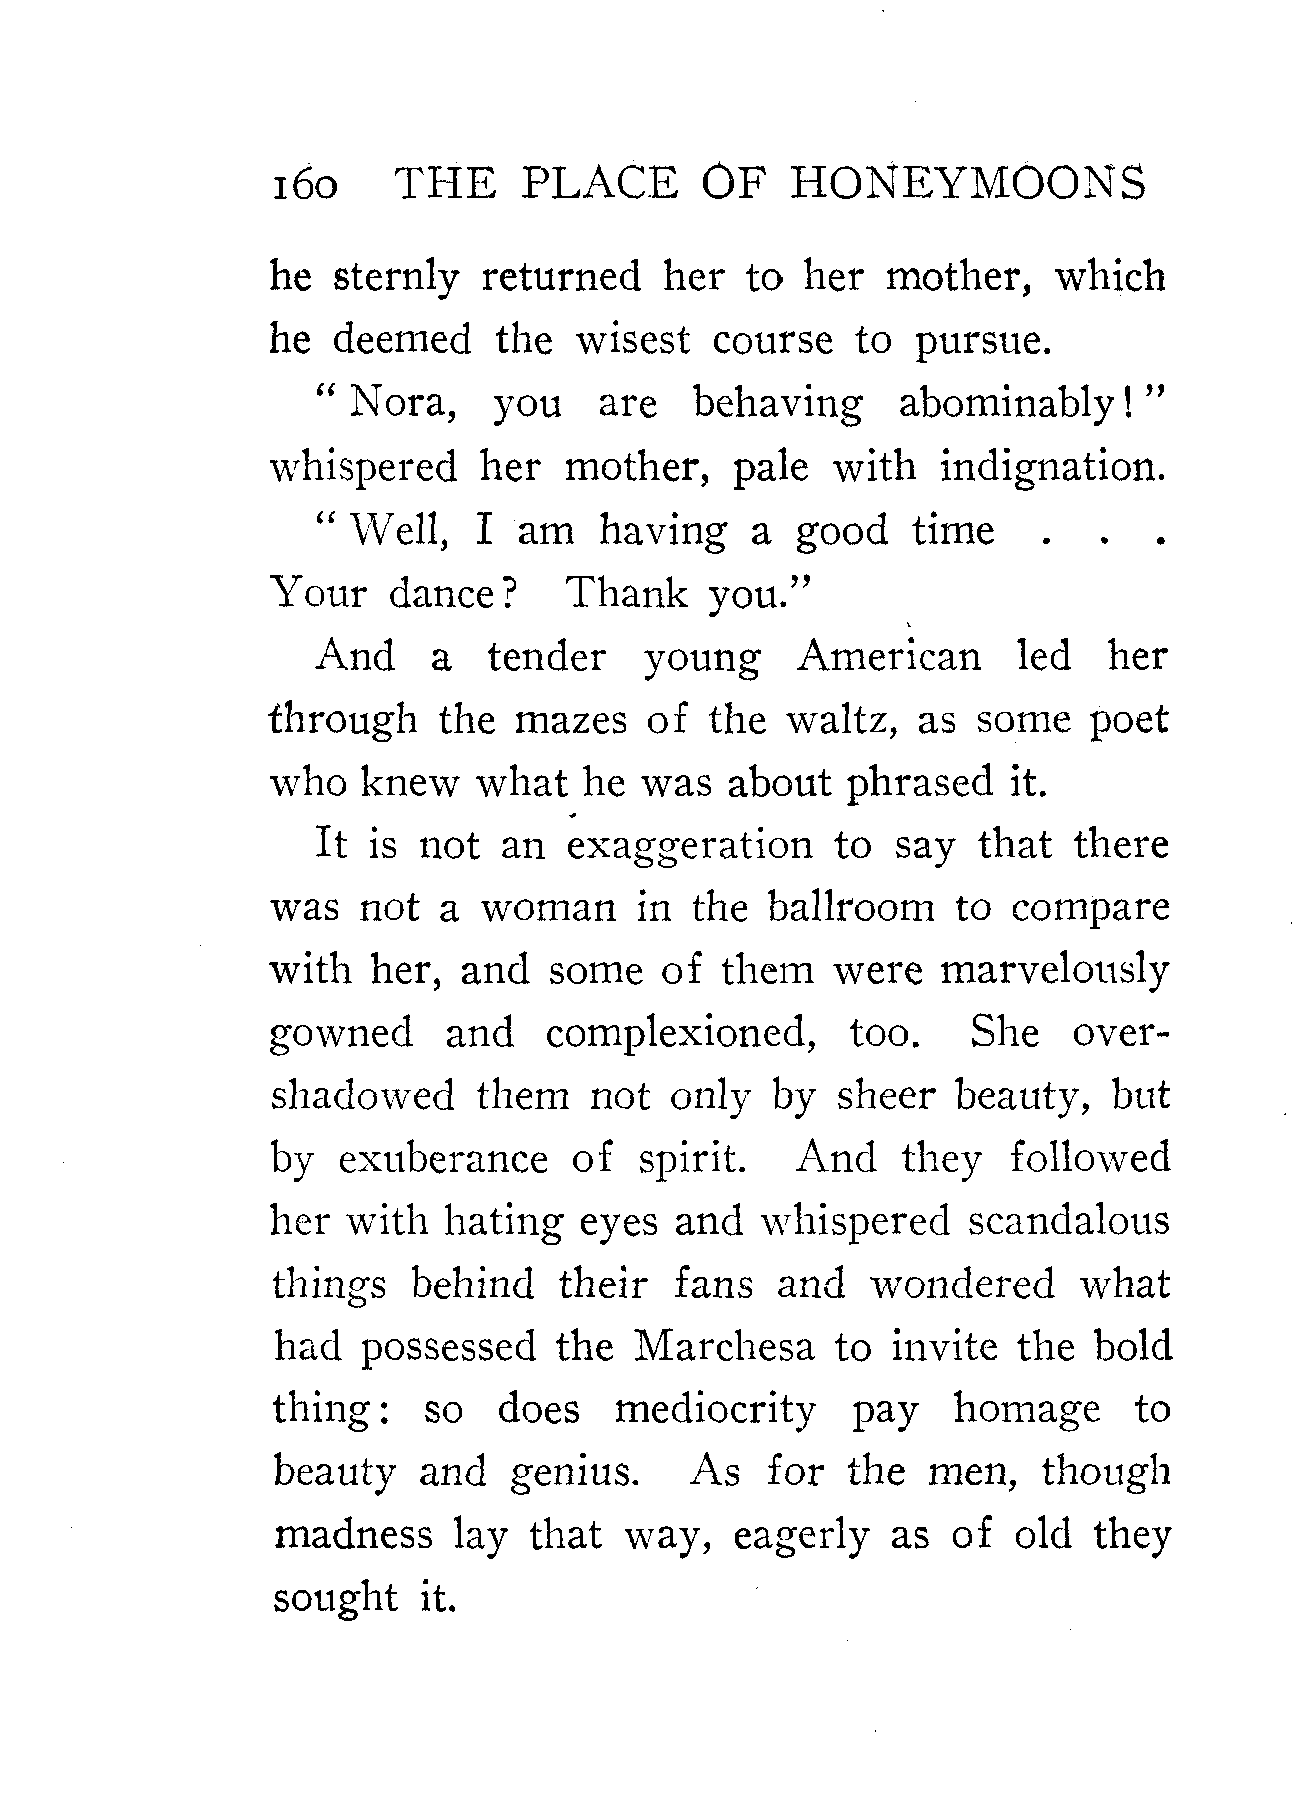 160 THE PLACE OF HONEYMOONS
he sternly returned her to her mother, which
he deemed the wisest course to pursue.
“ Nora, you are behaving abominably! ”
whispered her mother, pale with indignation.
“ Well, I am having a good time . . .
Your dance? Thank you.”
And a tender young American led her
through the mazes of the waltz, as some poet
who knew what he was about phrased it.
It is not an exaggeration to say that there
was not a woman in the ballroom to compare
with her, and some of them were marvelously
gowned and complexioned, too. She over-
shadowed them not only by sheer beauty, but
by exuberance of spirit. And they followed
her with hating eyes and whispered scandalous
things behind their fans and wondered what
had possessed the Marchesa to invite the bold
thing: so does mediocrity pay homage to
beauty and genius. As for the men, though
madness lay that way, eagerly as of old they
sought it.